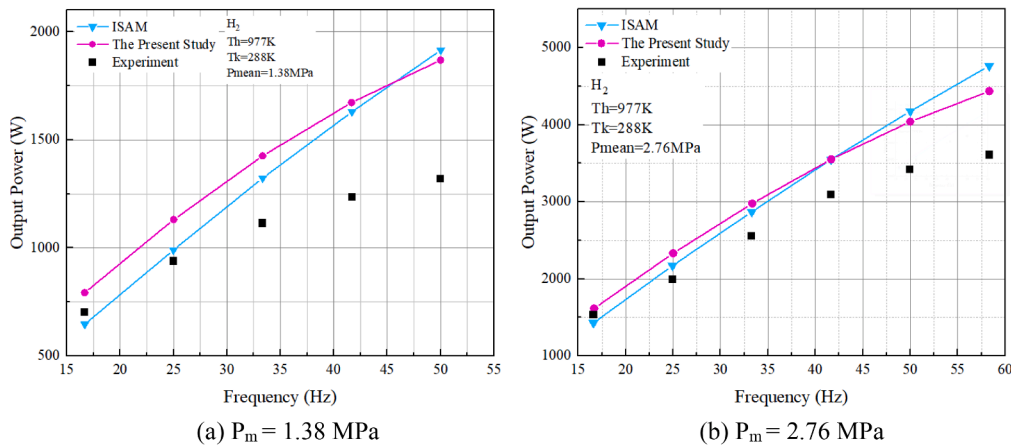 2000
1500
1000
500
Output Power (W)
ISAM
The Present Study
Experiment
H₂
Th=977K
Tk=288K
Pmean=1.38MPa
15 20 25 30 35 40 45 50 55
Frequency (Hz)
(a) Pₘ = 1.38 MPa
5000
4000
3000
2000
1000
Output Power (W)
ISAM
The Present Study
Experiment
H₂
Th=977K
Tk=288K
Pmean=2.76MPa
15 20 25 30 35 40 45 50 55 60
Frequency (Hz)
(b) Pₘ = 2.76 MPa